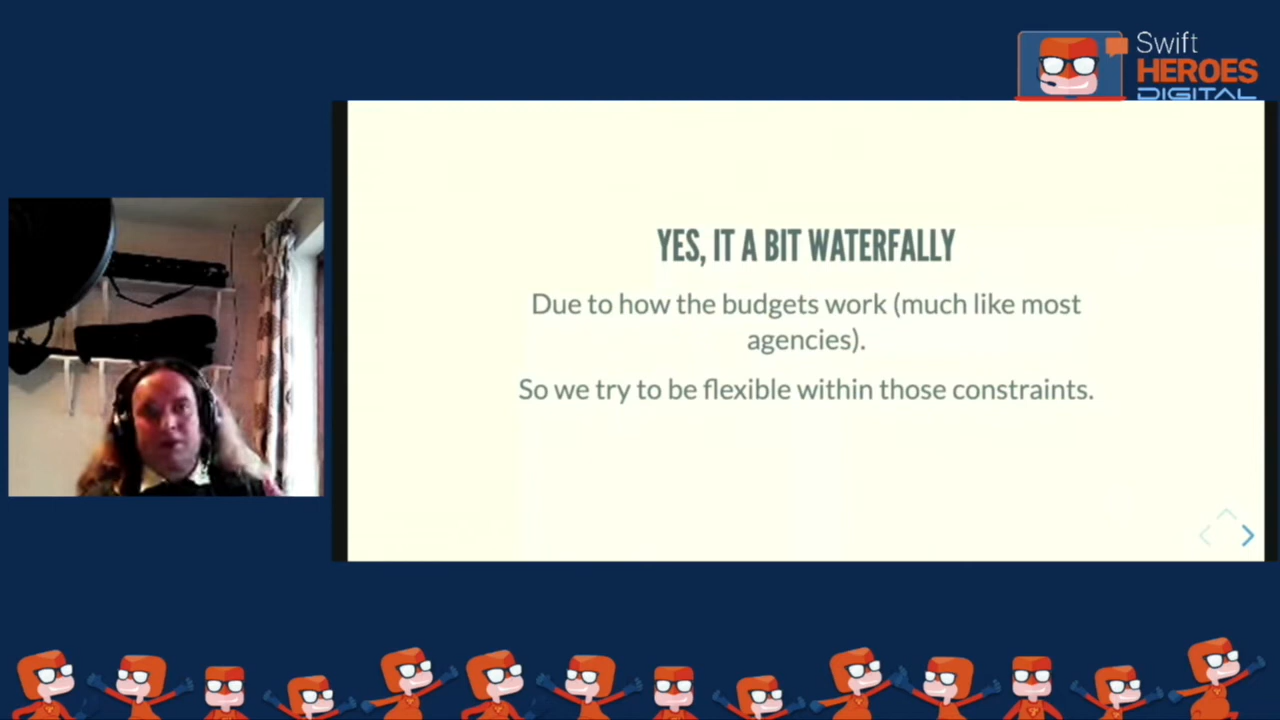 Swift
HEROES
DIGITAL
YES, IT A BIT WATERFALLY
Due to how the budgets work (much like most
agencies).
So we try to be flexible within those constraints.